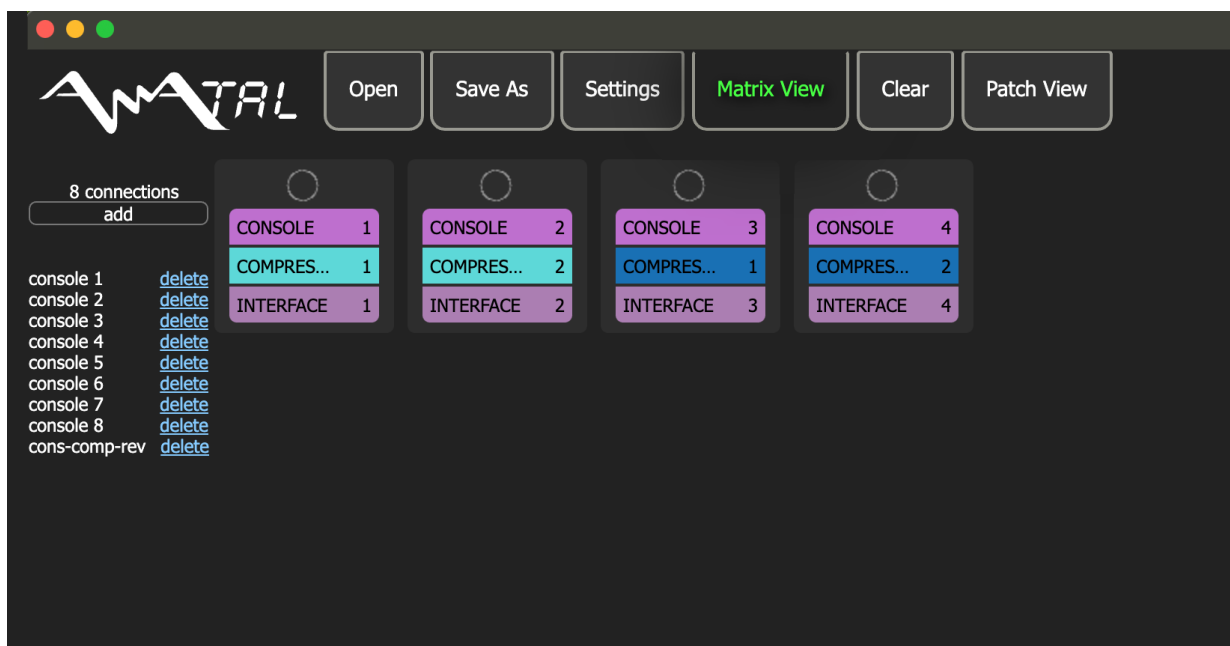 AMATAL
Open
Save As
Settings
Matrix View
Clear
Patch View
8 connections
add
console 1 delete
console 2 delete
console 3 delete
console 4 delete
console 5 delete
console 6 delete
console 7 delete
console 8 delete
cons-comp-rev delete
CONSOLE 1
COMPRES... 1
INTERFACE 1
CONSOLE 2
COMPRES... 2
INTERFACE 2
CONSOLE 3
COMPRES... 1
INTERFACE 3
CONSOLE 4
COMPRES... 2
INTERFACE 4